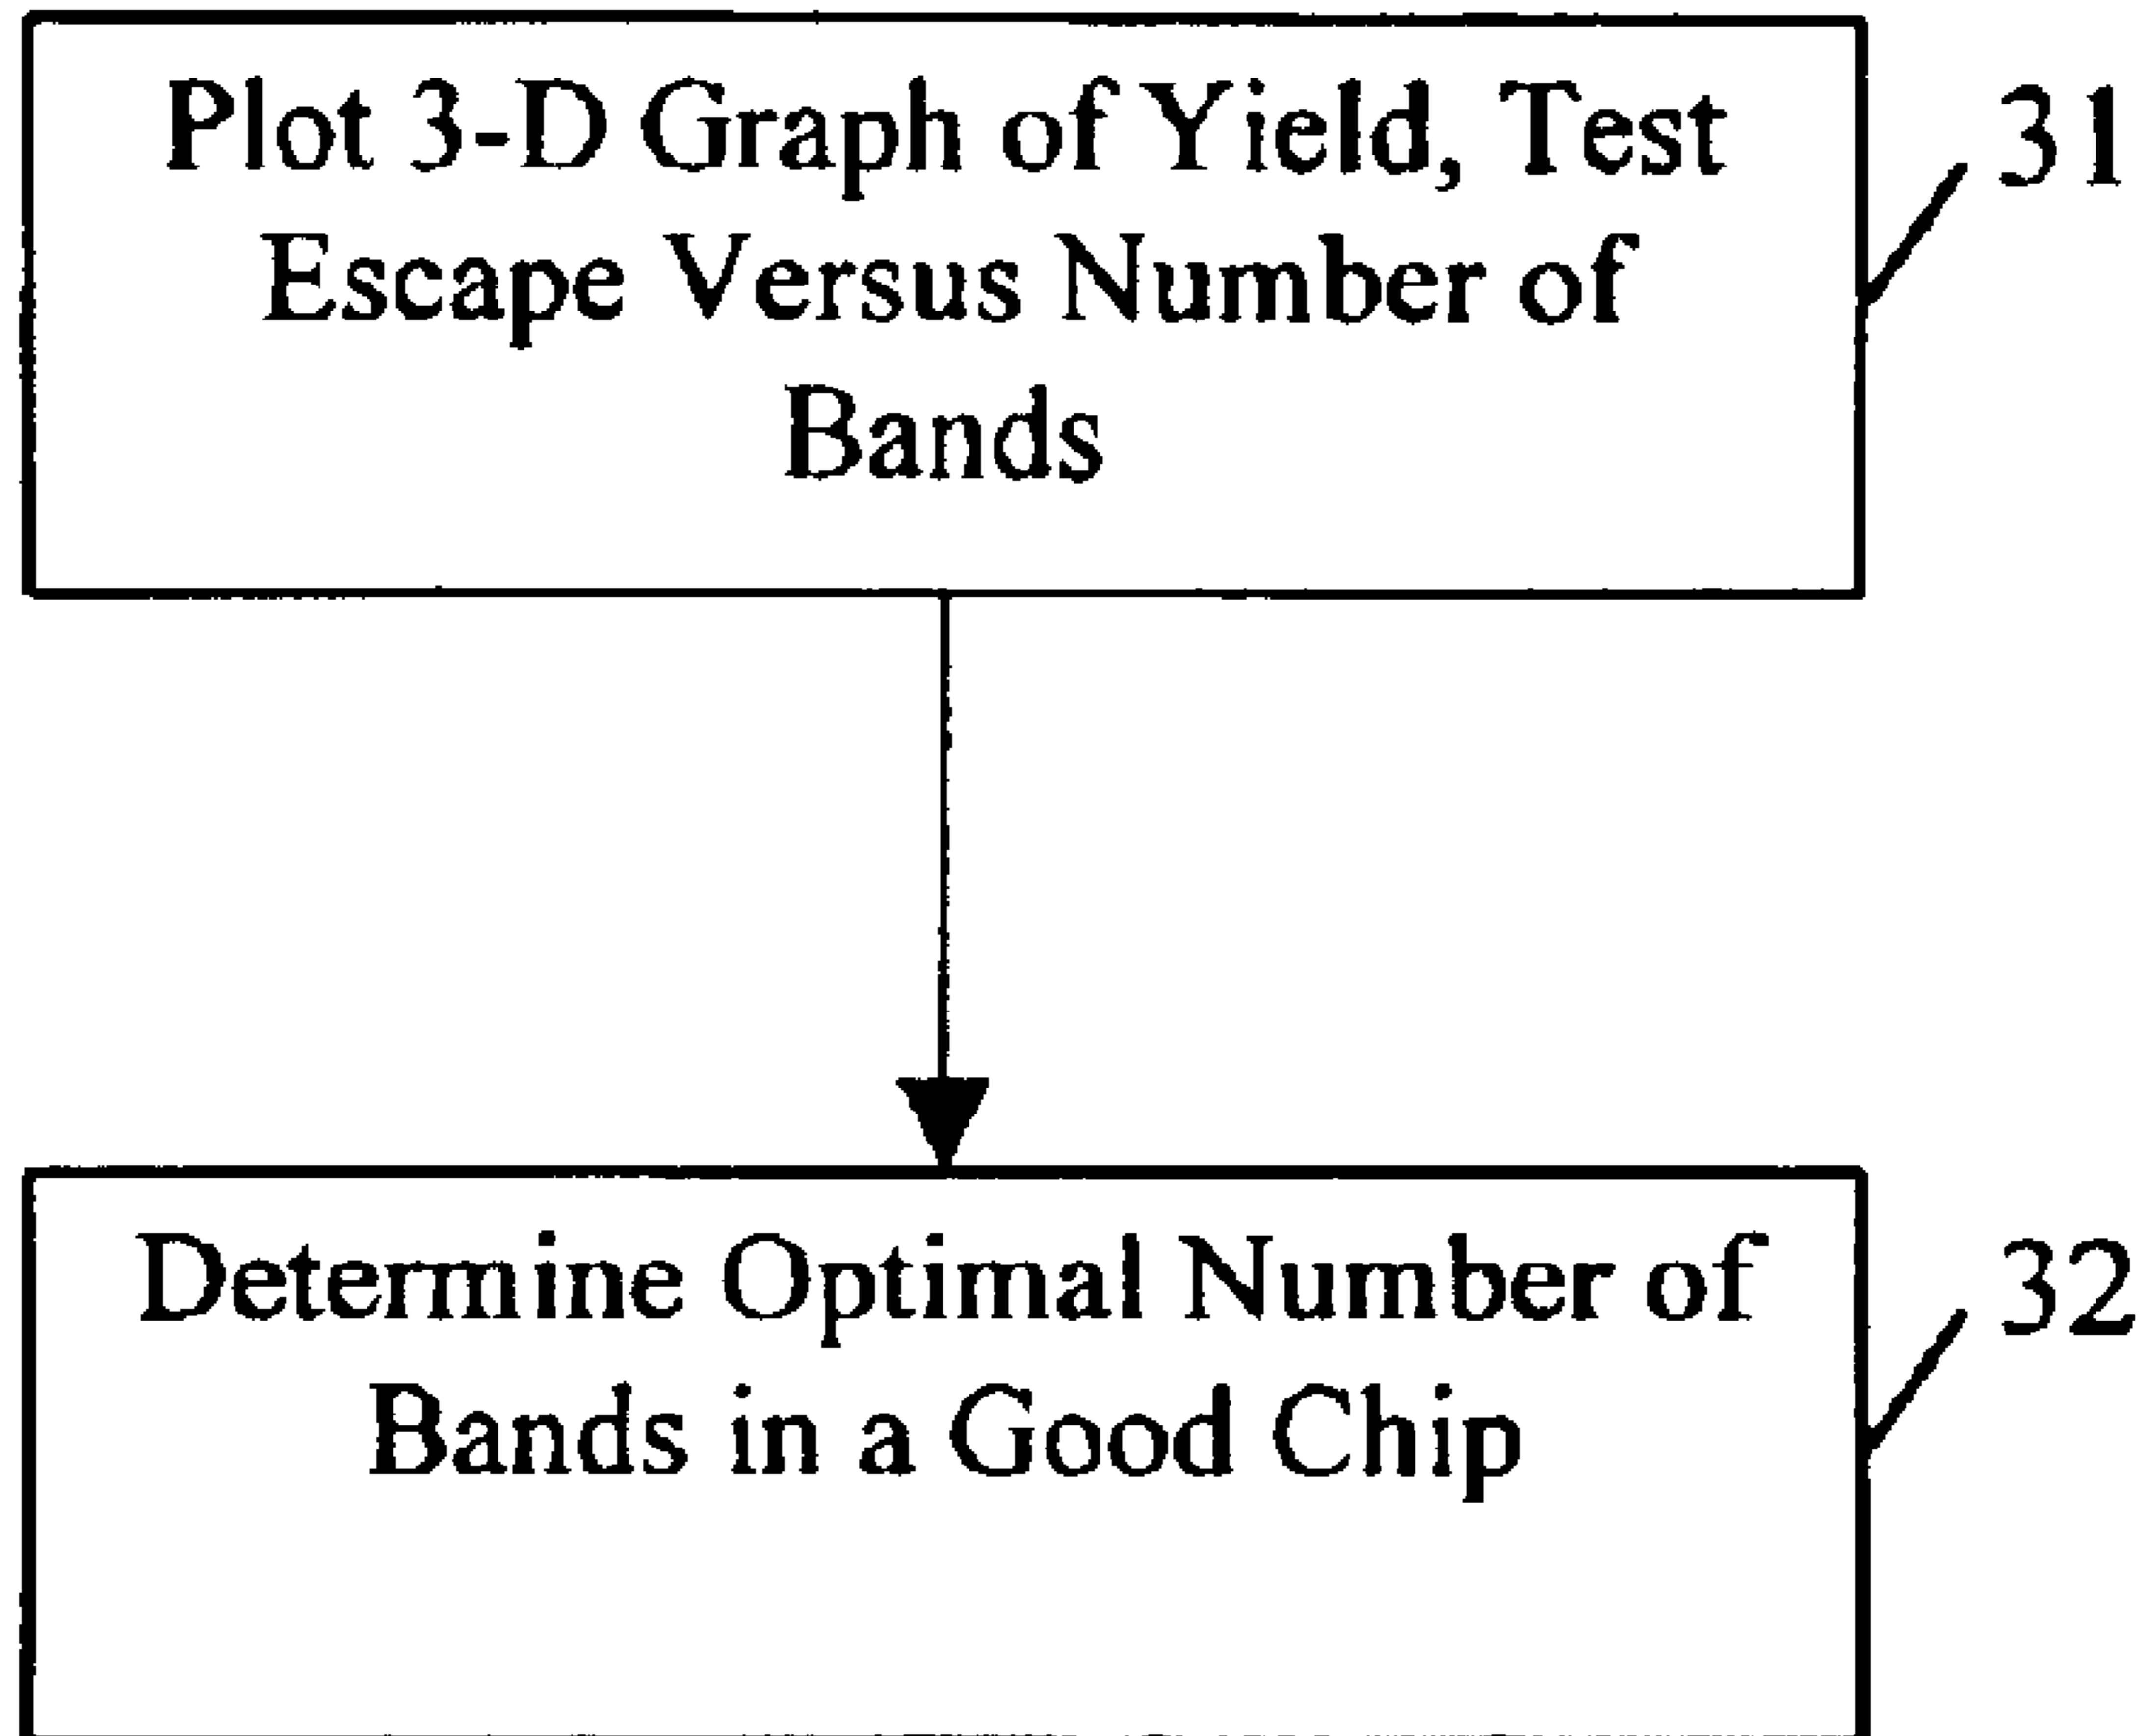 Plot 3-D Graph of Yield, Test
Escape Versus Number of
Bands
31
Determine Optimal Number of
Bands in a Good Chip
32